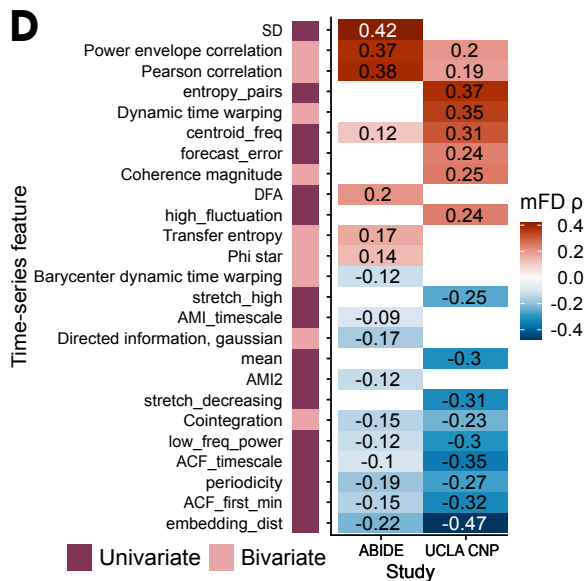 D
SD 0.42
Power envelope correlation 0.37 0.2
Pearson correlation 0.38 0.19
entropy_pairs 0.37
Dynamic time warping 0.35
centroid_freq 0.12 0.31
forecast_error 0.24
Coherence magnitude 0.25
DFA 0.2
high_fluctuation 0.24
Transfer entropy 0.17
Phi star 0.14
Barycenter dynamic time warping -0.12
stretch_high -0.25
AMI_timescale -0.09
Directed information, gaussian -0.17
mean -0.3
AMI2 -0.12
stretch_decreasing -0.31
Cointegration -0.15 -0.23
low_freq_power -0.12 -0.3
ACF_timescale -0.1 -0.35
periodicity -0.19 -0.27
ACF_first_min -0.15 -0.32
embedding_dist -0.22 -0.47
Time-series feature
ABIDE UCLA CNP
Study
Univariate Bivariate
mFD ρ
0.4
0.2
0.0
-0.2
-0.4